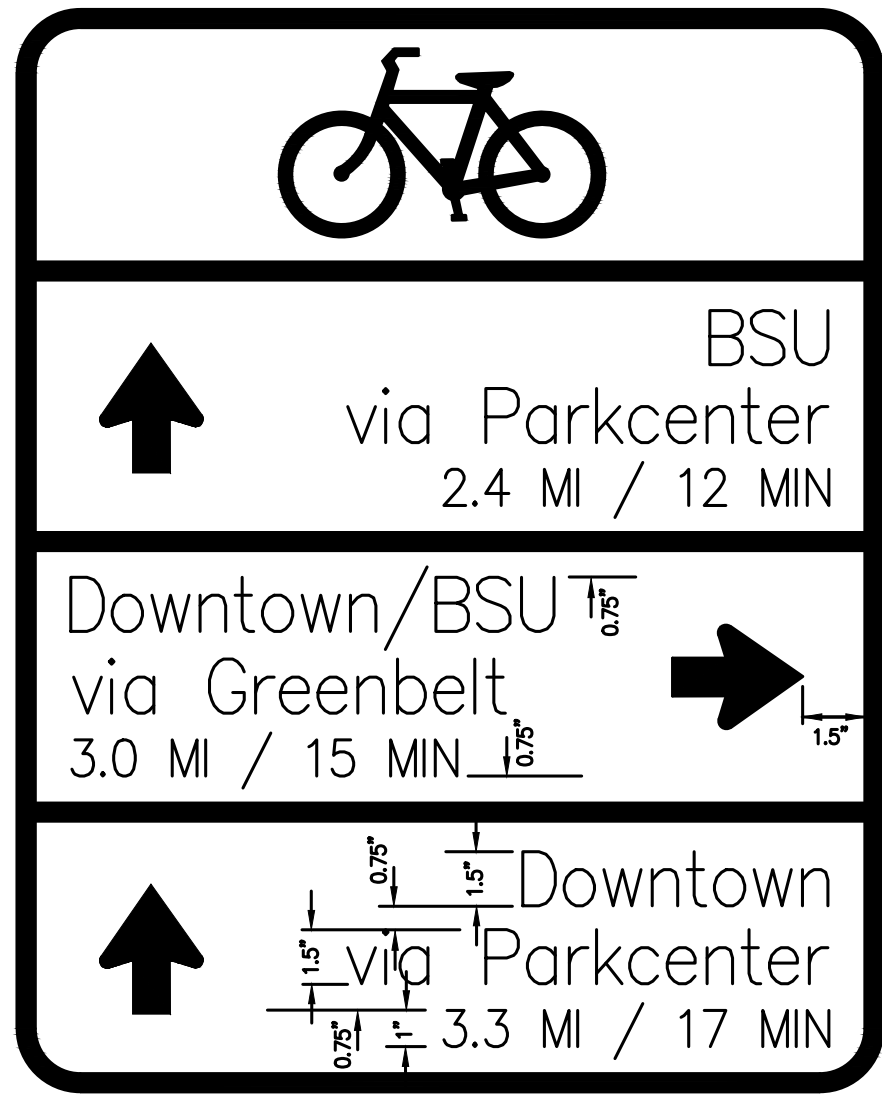 BSU
via Parkcenter
2.4 MI / 12 MIN
Downtown/BSU
0.75"
via Greenbelt
0.75"
1.5"
3.0 MI / 15 MIN
0.75"
1.5"
Downtown
1.5"
via Parkcenter
0.75"
1"
3.3 MI / 17 MIN